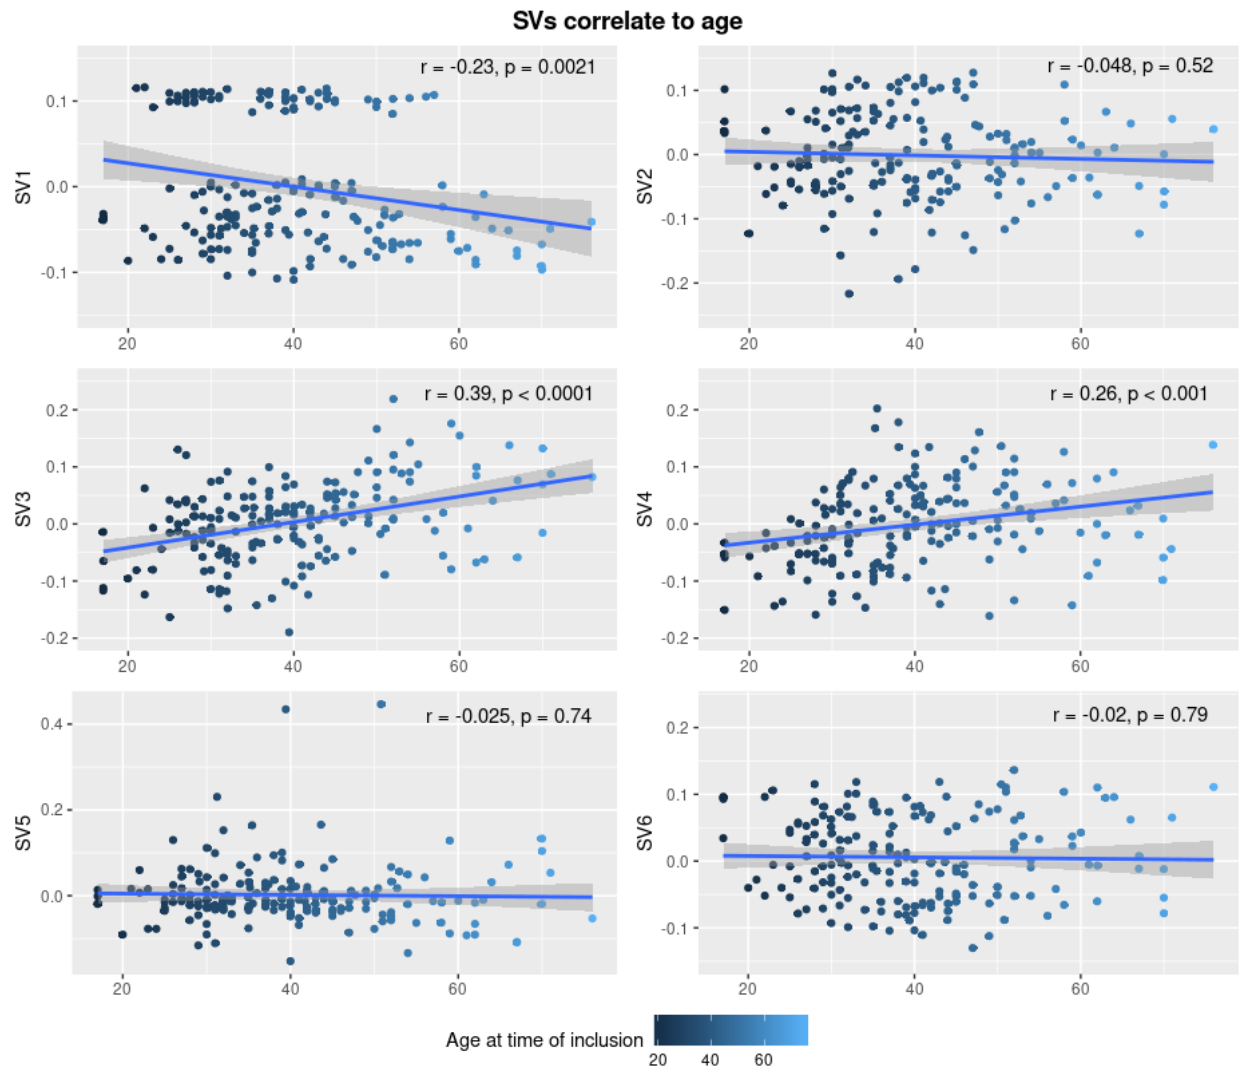 SVs correlate to age
r = -0.23, p = 0.0021
SV1
0.1
0.0
-0.1
20 40 60
r = -0.048, p = 0.52
SV2
0.1
0.0
-0.1
-0.2
20 40 60
r = 0.39, p < 0.0001
SV3
0.2
0.1
0.0
-0.1
-0.2
20 40 60
r = 0.26, p < 0.001
SV4
0.2
0.1
0.0
-0.1
-0.2
20 40 60
r = -0.025, p = 0.74
SV5
0.4
0.2
0.0
20 40 60
r = -0.02, p = 0.79
SV6
0.2
0.1
0.0
-0.1
20 40 60
Age at time of inclusion
20 40 60